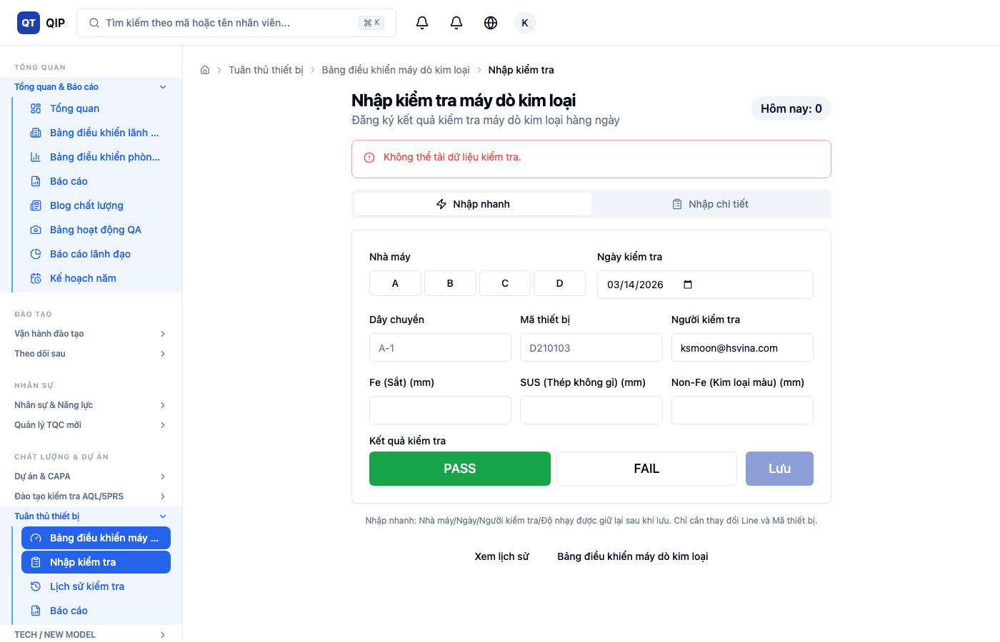 QT QIP
Tìm kiếm theo mã hoặc tên nhân viên...
⌘ K
K
TỔNG QUAN
Tổng quan & Báo cáo
Tổng quan
Bảng điều khiển lãnh ...
Bảng điều khiển phòn...
Báo cáo
Blog chất lượng
Bảng hoạt động QA
Báo cáo lãnh đạo
Kế hoạch năm
ĐÀO TẠO
Vận hành đào tạo
Theo dõi sau
NHÂN SỰ
Nhân sự & Năng lực
Quản lý TQC mới
CHẤT LƯỢNG & DỰ ÁN
Dự án & CAPA
Đào tạo kiểm tra AQL/5PRS
Tuân thủ thiết bị
Bảng điều khiển máy ...
Nhập kiểm tra
Lịch sử kiểm tra
Báo cáo
TECH / NEW MODEL
Tuân thủ thiết bị
Bảng điều khiển máy dò kim loại
Nhập kiểm tra
Nhập kiểm tra máy dò kim loại
Đăng ký kết quả kiểm tra máy dò kim loại hàng ngày
Hôm nay: 0
Không thể tải dữ liệu kiểm tra.
Nhập nhanh
Nhập chi tiết
Nhà máy
A B C D
Ngày kiểm tra
03/14/2026
Dây chuyền
A-1
Mã thiết bị
D210103
Người kiểm tra
ksmoon@hsvina.com
Fe (Sắt) (mm)
SUS (Thép không gỉ) (mm)
Non-Fe (Kim loại màu) (mm)
Kết quả kiểm tra
PASS
FAIL
Lưu
Nhập nhanh: Nhà máy/Ngày/Người kiểm tra/Độ nhạy được giữ lại sau khi lưu. Chỉ cần thay đổi Line và Mã thiết bị.
Xem lịch sử
Bảng điều khiển máy dò kim loại